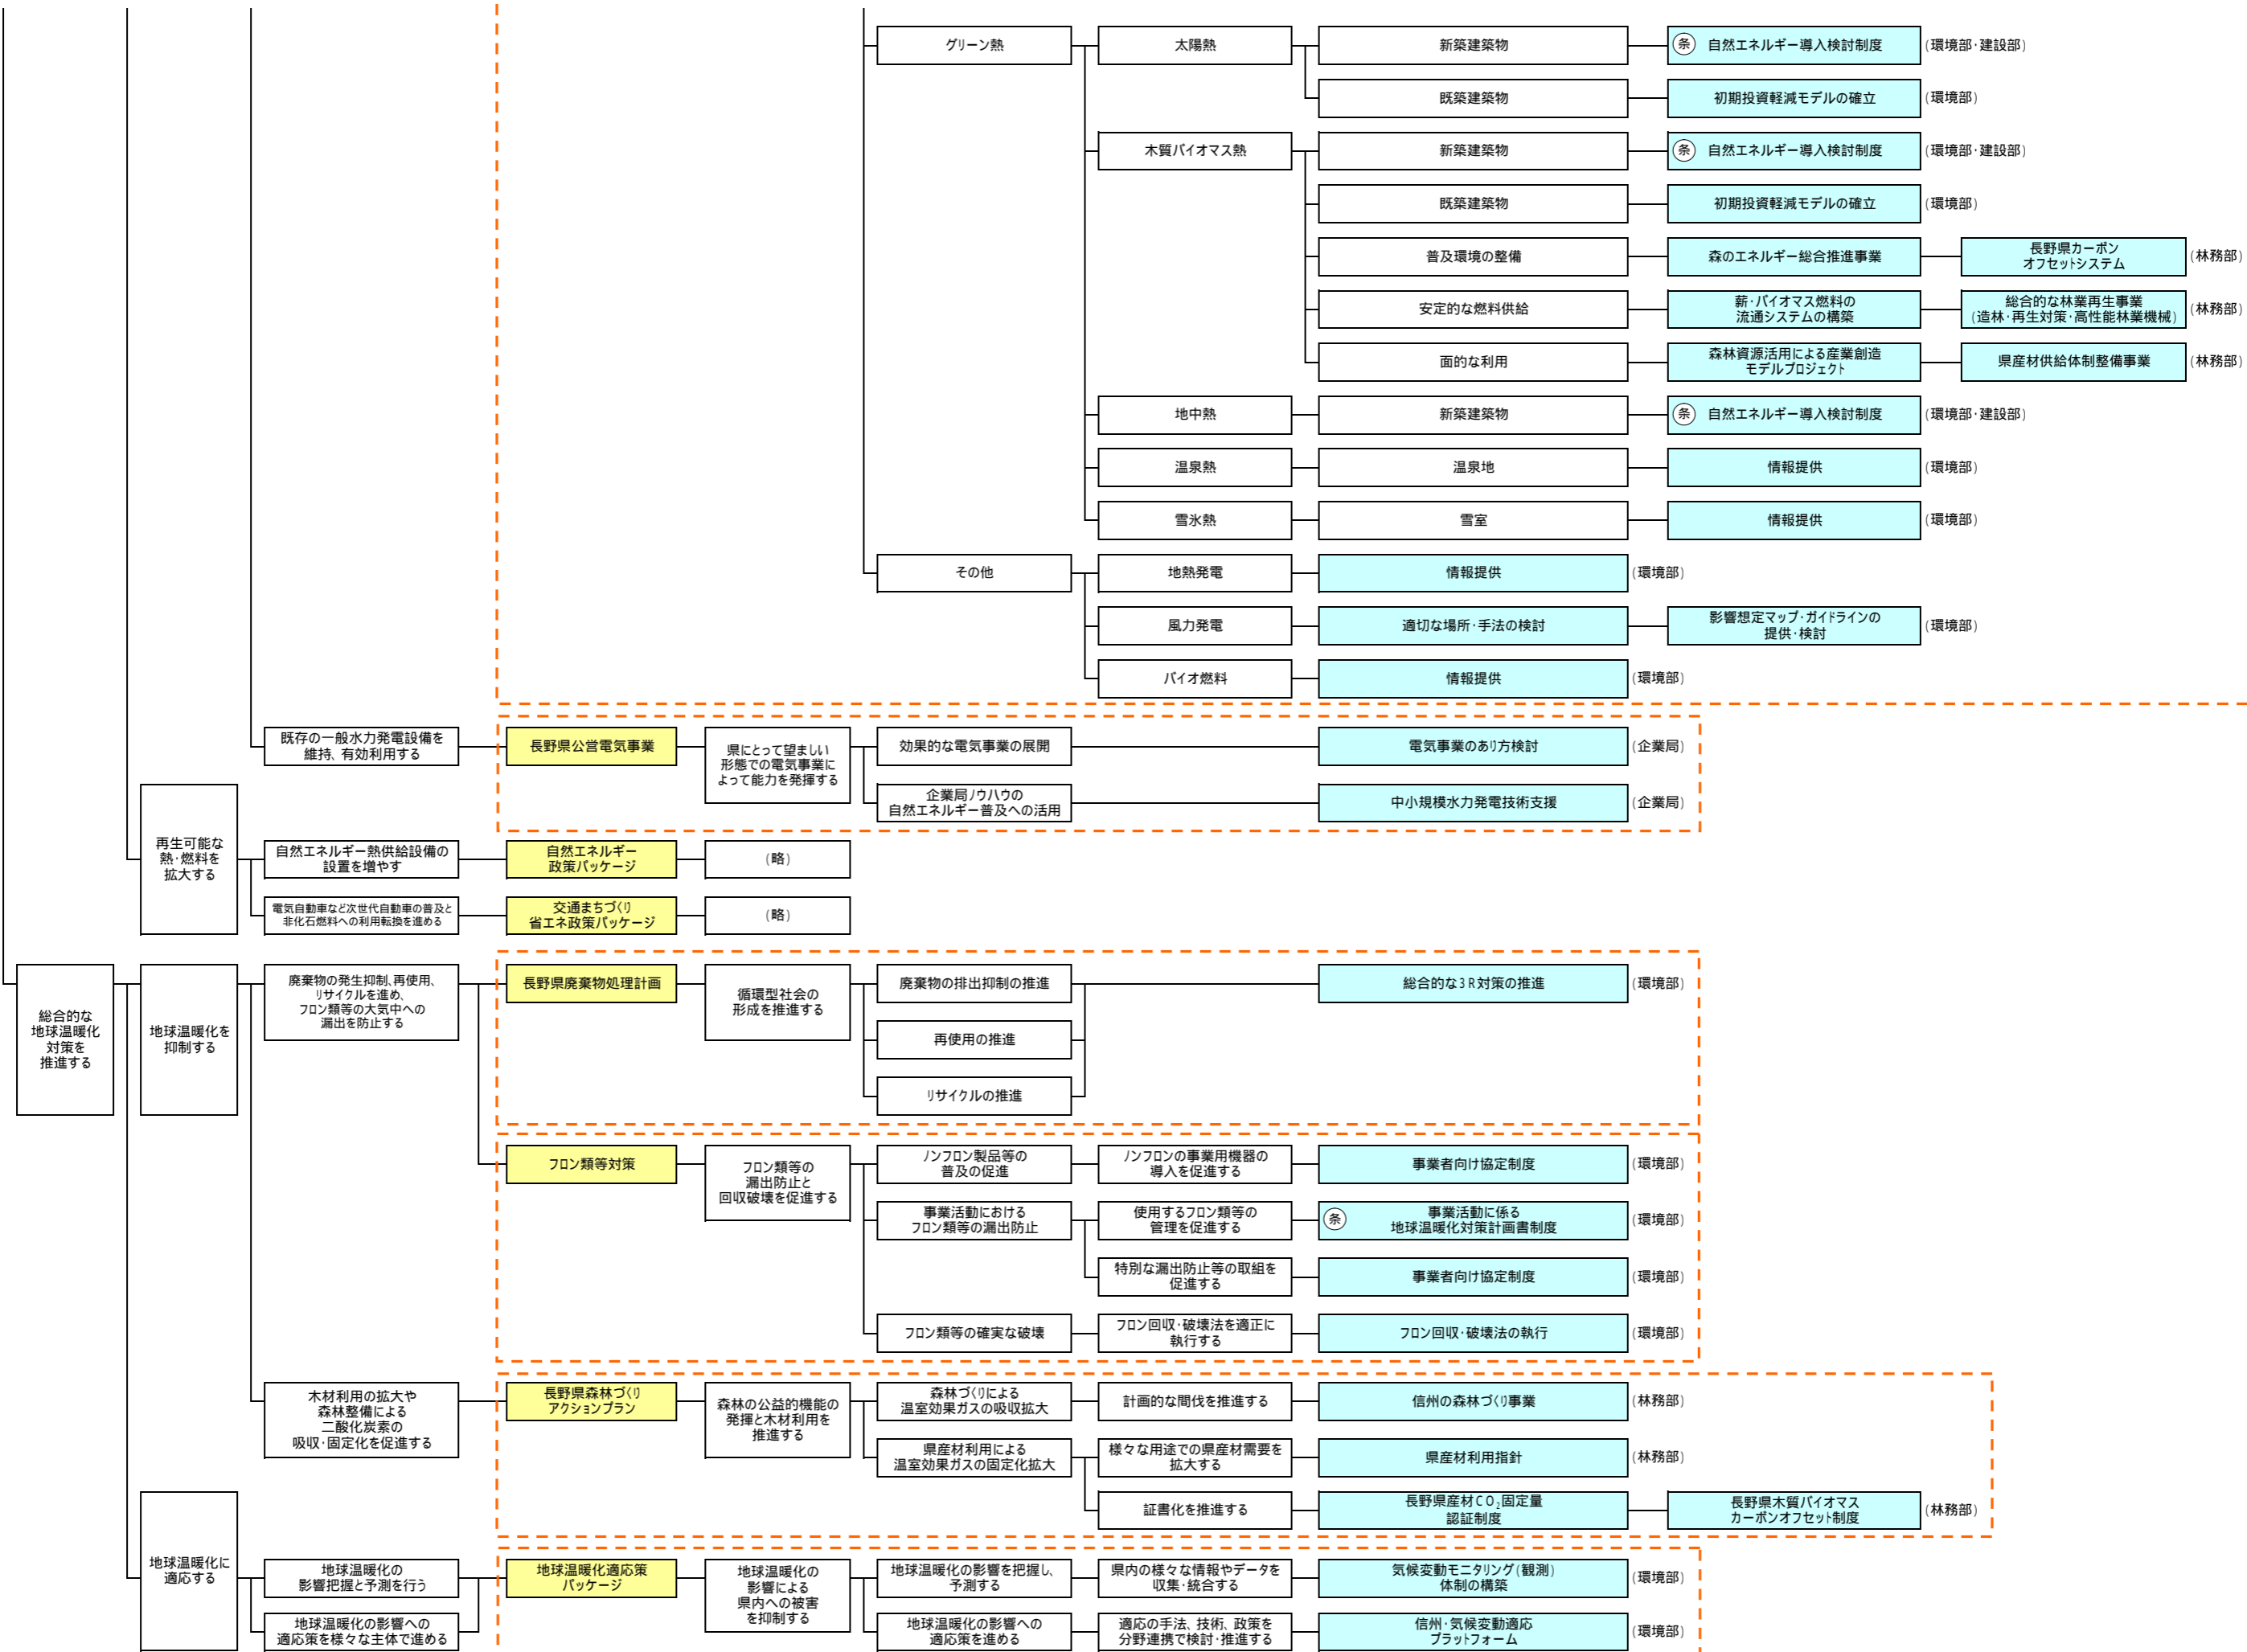 グリーン熱
太陽熱
新築建築物
条 自然エネルギー導入検討制度
(環境部・建設部)
既築建築物
初期投資軽減モデルの確立
(環境部)
木質バイオマス熱
新築建築物
条 自然エネルギー導入検討制度
(環境部・建設部)
既築建築物
初期投資軽減モデルの確立
(環境部)
普及環境の整備
森のエネルギー総合推進事業
長野県カーボン
オフセットシステム
(林務部)
安定的な燃料供給
薪・バイオマス燃料の
流通システムの構築
総合的な林業再生事業
(造林・再生対策・高性能林業機械)
(林務部)
面的な利用
森林資源活用による産業創造
モデルプロジェクト
県産材供給体制整備事業
(林務部)
地中熱
新築建築物
条 自然エネルギー導入検討制度
(環境部・建設部)
温泉熱
温泉地
情報提供
(環境部)
雪氷熱
雪室
情報提供
(環境部)
その他
地熱発電
情報提供
(環境部)
風力発電
適切な場所・手法の検討
影響想定マップ・ガイドラインの
提供・検討
(環境部)
バイオ燃料
情報提供
(環境部)
既存の一般水力発電設備を
維持、有効利用する
長野県公営電気事業
県にとって望ましい
形態での電気事業に
よって能力を発揮する
効果的な電気事業の展開
電気事業のあり方検討
(企業局)
企業局ノウハウの
自然エネルギー普及への活用
中小規模水力発電技術支援
(企業局)
再生可能な
熱・燃料を
拡大する
自然エネルギー熱供給設備の
設置を増やす
自然エネルギー
政策パッケージ
(略)
電気自動車など次世代自動車の普及と
非化石燃料への利用転換を進める
交通まちづくり
省エネ政策パッケージ
(略)
総合的な
地球温暖化
対策を
推進する
地球温暖化を
抑制する
廃棄物の発生抑制、再使用、
リサイクルを進め、
フロン類等の大気中への
漏出を防止する
長野県廃棄物処理計画
循環型社会の
形成を推進する
廃棄物の排出抑制の推進
総合的な3R対策の推進
(環境部)
再使用の推進
リサイクルの推進
フロン類等対策
フロン類等の
漏出防止と
回収破壊を促進する
ノンフロン製品等の
普及の促進
ノンフロンの事業用機器の
導入を促進する
事業者向け協定制度
(環境部)
事業活動における
フロン類等の漏出防止
使用するフロン類等の
管理を促進する
条 事業活動に係る
地球温暖化対策計画書制度
(環境部)
特別な漏出防止等の取組を
促進する
事業者向け協定制度
(環境部)
フロン類等の確実な破壊
フロン回収・破壊法を適正に
執行する
フロン回収・破壊法の執行
(環境部)
木材利用の拡大や
森林整備による
二酸化炭素の
吸収・固定化を促進する
長野県森林づくり
アクションプラン
森林の公益的機能の
発揮と木材利用を
推進する
森林づくりによる
温室効果ガスの吸収拡大
計画的な間伐を推進する
信州の森林づくり事業
(林務部)
県産材利用による
温室効果ガスの固定化拡大
様々な用途での県産材需要を
拡大する
県産材利用指針
(林務部)
証書化を推進する
長野県産材CO₂固定量
認証制度
長野県木質バイオマス
カーボンオフセット制度
(林務部)
地球温暖化に
適応する
地球温暖化の
影響把握と予測を行う
地球温暖化適応策
パッケージ
地球温暖化の
影響による
県内への被害
を抑制する
地球温暖化の影響を把握し、
予測する
県内の様々な情報やデータを
収集・統合する
気候変動モニタリング(観測)
体制の構築
(環境部)
地球温暖化の影響への
適応策を様々な主体で進める
地球温暖化の影響への
適応策を進める
適応の手法、技術、政策を
分野連携で検討・推進する
信州・気候変動適応
プラットフォーム
(環境部)